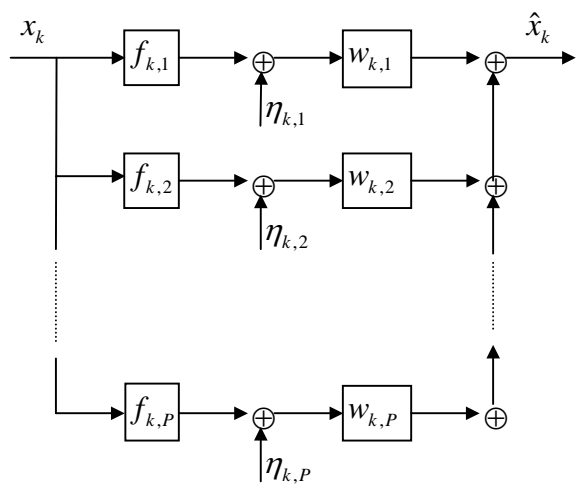 x_k f_{k,1} η_{k,1} w_{k,1} x̂_k
f_{k,2} η_{k,2} w_{k,2}
f_{k,P} η_{k,P} w_{k,P}